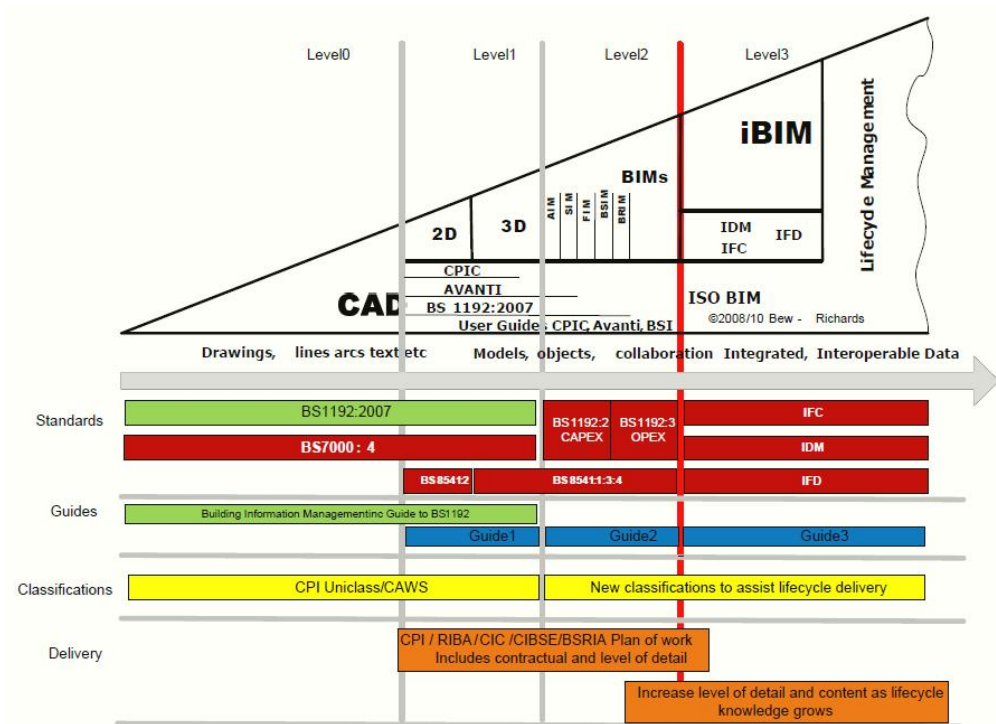 Level0
Level1
Level2
Level3
iBIM
Lifecycle Management
BIMs
AIM
SIM
FIM
BSIM
BRIM
2D
3D
IDM
IFD
IFC
CPIC
AVANTI
CAD
BS 1192:2007
ISO BIM
User Guides CPIC, Avanti, BSI
©2008/10 Bew - Richards
Drawings, lines arcs text etc
Models, objects, collaboration
Integrated, Interoperable Data
Standards
BS1192:2007
BS1192:2
CAPEX
BS1192:3
OPEX
IFC
BS7000 : 4
IDM
BS8541:2
BS8541:1:3:4
IFD
Guides
Building Information Managementinc Guide to BS1192
Guide1
Guide2
Guide3
Classifications
CPI Uniclass/CAWS
New classifications to assist lifecycle delivery
Delivery
CPI / RIBA/ CIC /CIBSE/BSRIA Plan of work
Includes contractual and level of detail
Increase level of detail and content as lifecycle
knowledge grows